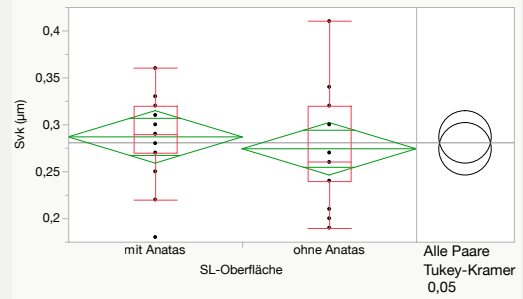 0,4
0,35
0,3
0,25
0,2
Svk (µm)
mit Anatas
ohne Anatas
SL-Oberfläche
Alle Paare
Tukey-Kramer
0,05